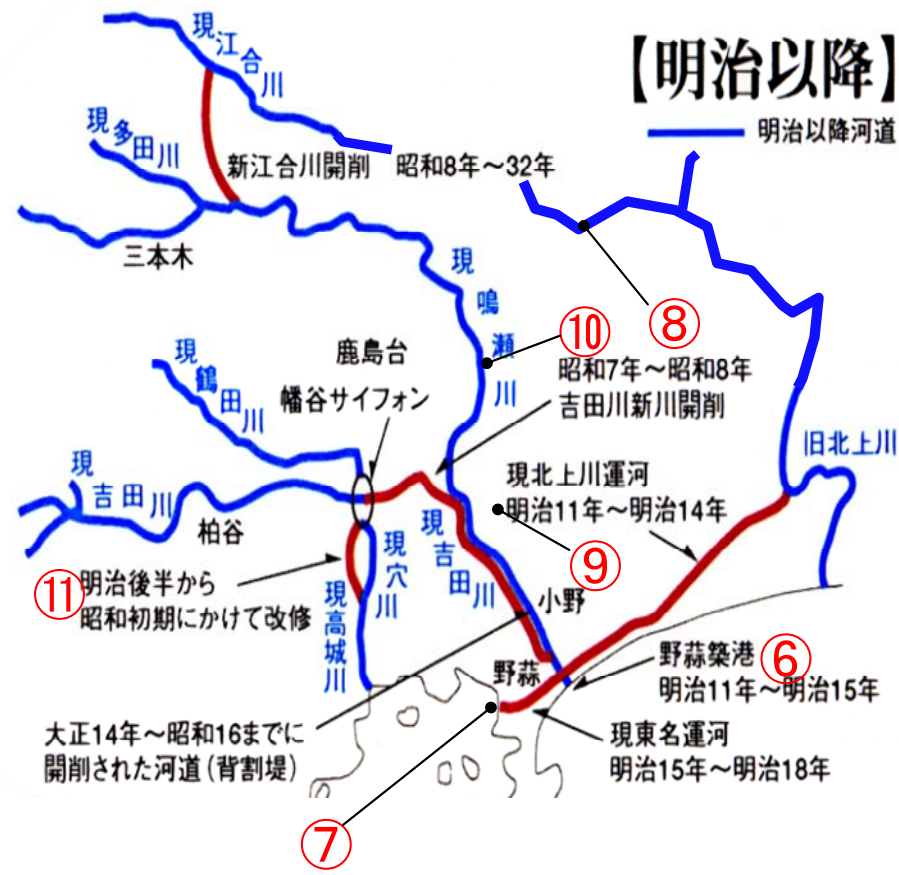 【明治以降】
明治以降河道
現江合川
現多田川
新江合川開削 昭和8年～32年
三本木
現鳴瀬川
⑧
⑩
鹿島台
幡谷サイフォン
昭和7年～昭和8年
吉田川新川開削
現鶴田川
旧北上川
現吉田川
柏谷
現北上川運河
明治11年～明治14年
⑨
現吉田川
現穴川
⑪
明治後半から
昭和初期にかけて改修
現高城川
小野
野蒜
野蒜築港
⑥
明治11年～明治15年
大正14年～昭和16までに
開削された河道(背割堤)
現東名運河
明治15年～明治18年
⑦